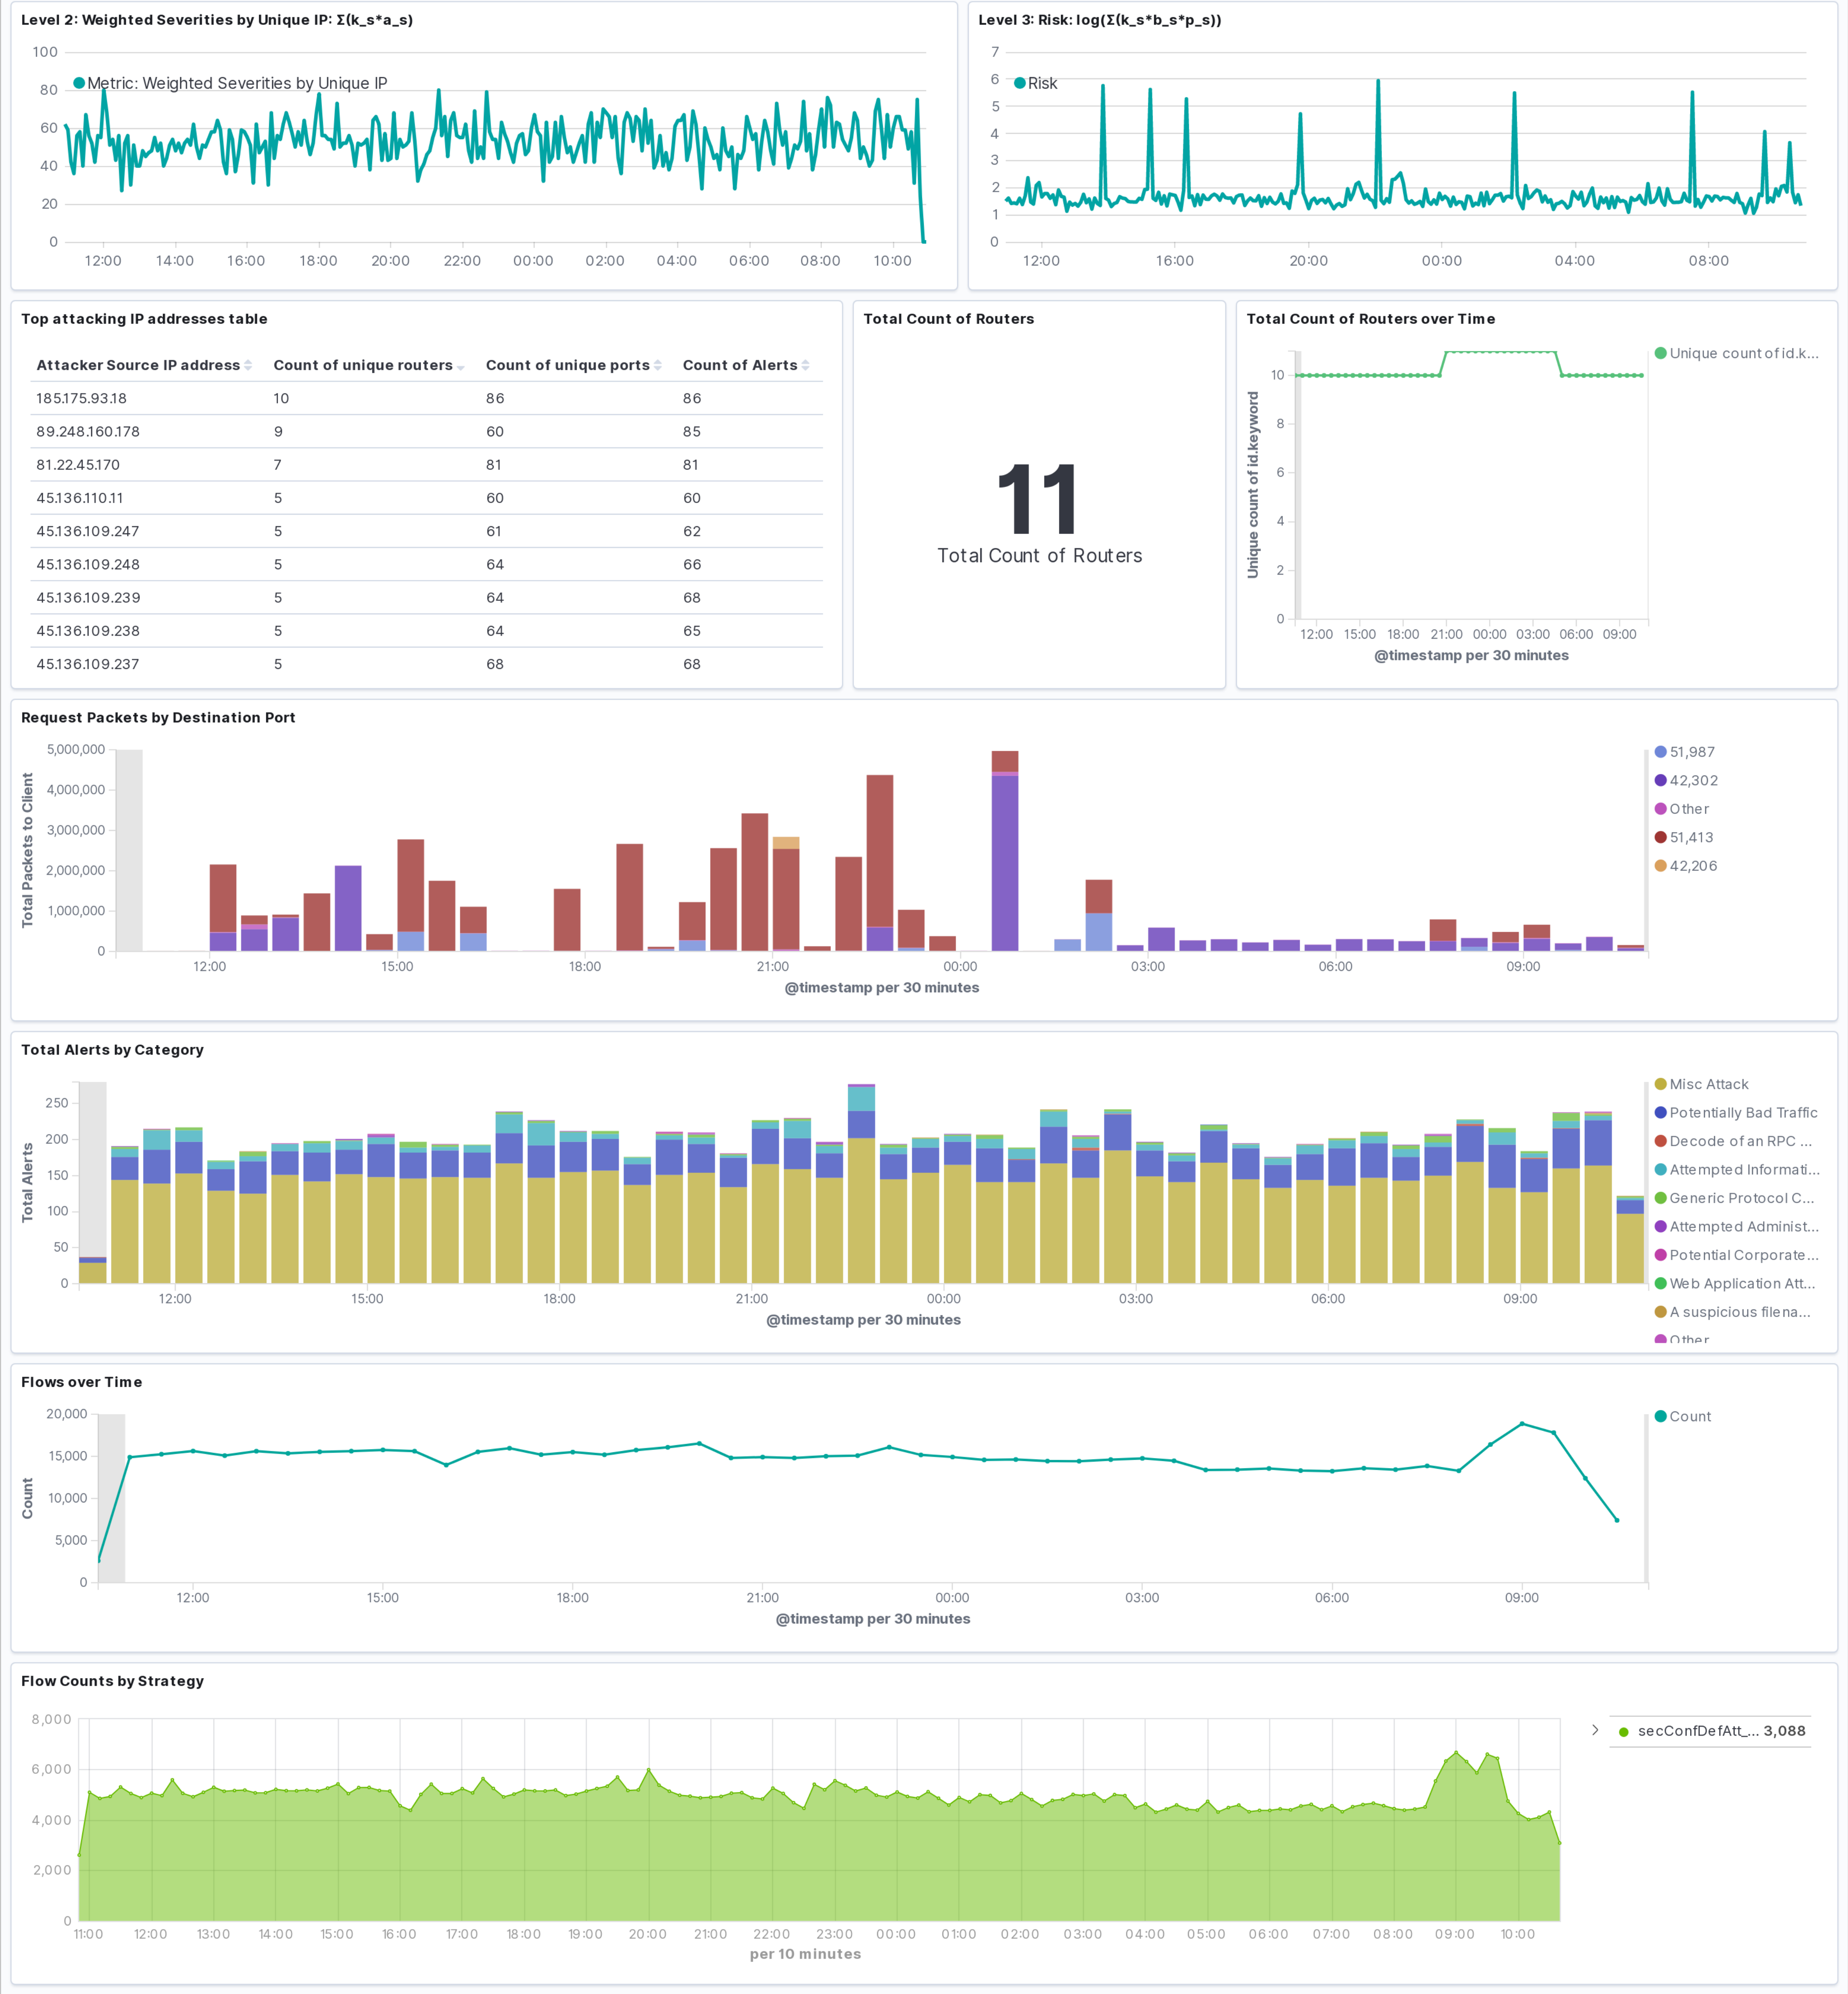 Level 2: Weighted Severities by Unique IP: Σ(k_s*a_s)
Metric: Weighted Severities by Unique IP
100
80
60
40
20
0
12:00 14:00 16:00 18:00 20:00 22:00 00:00 02:00 04:00 06:00 08:00 10:00
Level 3: Risk: log(Σ(k_s*b_s*p_s))
Risk
7
6
5
4
3
2
1
0
12:00 16:00 20:00 00:00 04:00 08:00
Top attacking IP addresses table
Attacker Source IP address Count of unique routers Count of unique ports Count of Alerts
185.175.93.18 10 86 86
89.248.160.178 9 60 85
81.22.45.170 7 81 81
45.136.110.11 5 60 60
45.136.109.247 5 61 62
45.136.109.248 5 64 66
45.136.109.239 5 64 68
45.136.109.238 5 64 65
45.136.109.237 5 68 68
Total Count of Routers
11
Total Count of Routers
Total Count of Routers over Time
Unique count of id.k...
Unique count of id.keyword
10
8
6
4
2
0
12:00 15:00 18:00 21:00 00:00 03:00 06:00 09:00
@timestamp per 30 minutes
Request Packets by Destination Port
Total Packets to Client
5,000,000
4,000,000
3,000,000
2,000,000
1,000,000
0
12:00 15:00 18:00 21:00 00:00 03:00 06:00 09:00
@timestamp per 30 minutes
51,987
42,302
Other
51,413
42,206
Total Alerts by Category
Total Alerts
250
200
150
100
50
0
12:00 15:00 18:00 21:00 00:00 03:00 06:00 09:00
@timestamp per 30 minutes
Misc Attack
Potentially Bad Traffic
Decode of an RPC ...
Attempted Informati...
Generic Protocol C...
Attempted Administ...
Potential Corporate...
Web Application Att...
A suspicious filena...
Other
Flows over Time
Count
20,000
15,000
10,000
5,000
0
12:00 15:00 18:00 21:00 00:00 03:00 06:00 09:00
@timestamp per 30 minutes
Count
Flow Counts by Strategy
8,000
6,000
4,000
2,000
0
11:00 12:00 13:00 14:00 15:00 16:00 17:00 18:00 19:00 20:00 21:00 22:00 23:00 00:00 01:00 02:00 03:00 04:00 05:00 06:00 07:00 08:00 09:00 10:00
per 10 minutes
secConfDefAtt_... 3,088